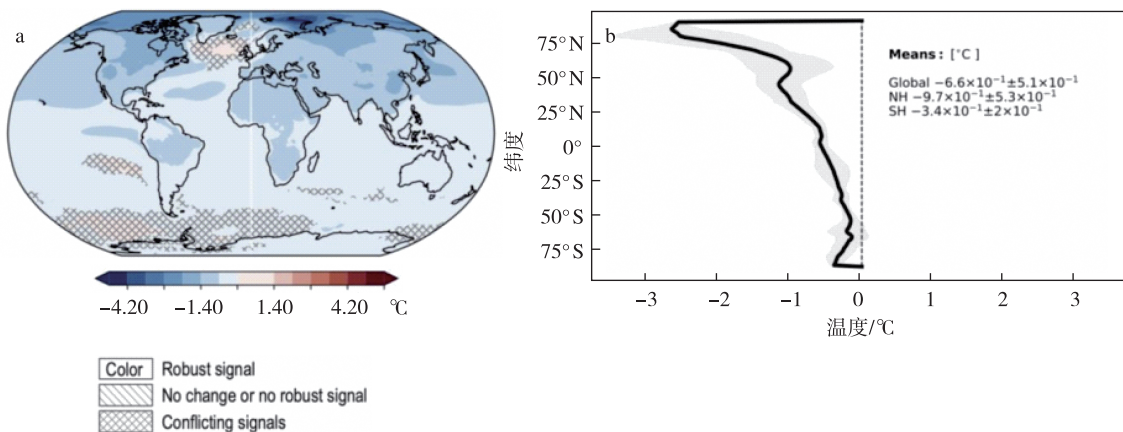 a
−4.20 −1.40 1.40 4.20 ℃
Color Robust signal
No change or no robust signal
Conflicting signals
b
纬度
75°N
50°N
25°N
0°
25°S
50°S
75°S
Means: [°C]
Global −6.6×10⁻¹±5.1×10⁻¹
NH −9.7×10⁻¹±5.3×10⁻¹
SH −3.4×10⁻¹±2×10⁻¹
−3 −2 −1 0 1 2 3
温度/℃